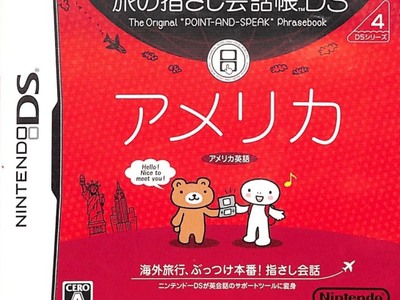 旅の指さし会話帳DS
The Original "POINT-AND-SPEAK" Phrasebook
4
DSシリーズ
アメリカ
アメリカ英語
Hello!
Nice to
meet you!
NINTENDO DS
海外旅行、ぶっつけ本番!指さし会話
ニンテンドーDSが英会話のサポートツールに変身
CERO
A
Nintendo